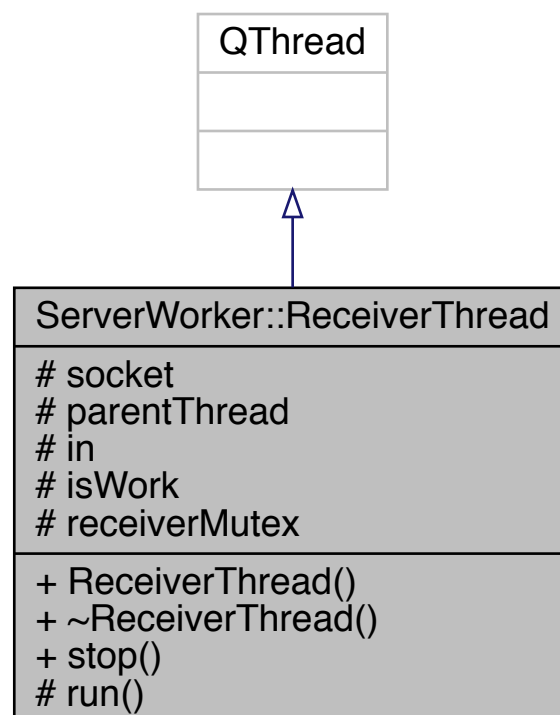 QThread
ServerWorker::ReceiverThread
# socket
# parentThread
# in
# isWork
# receiverMutex
+ ReceiverThread()
+ ~ReceiverThread()
+ stop()
# run()